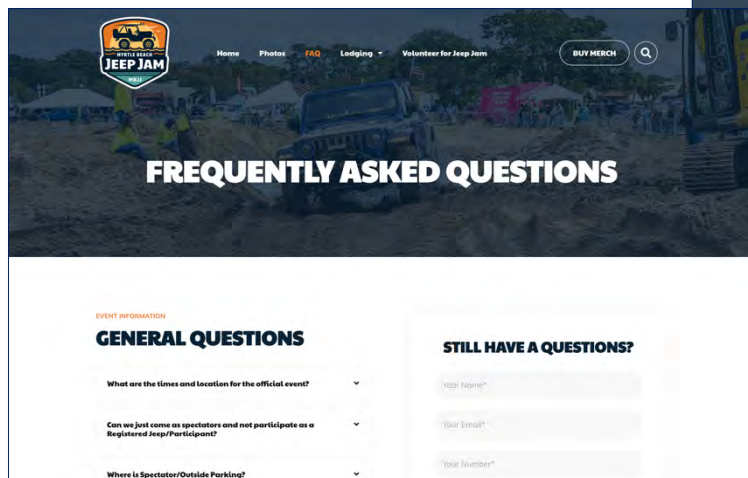 MYRTLE BEACH
JEEP JAM
MBJJ
Home Photos FAQ Lodging Volunteer for Jeep Jam BUY MERCH
FREQUENTLY ASKED QUESTIONS
EVENT INFORMATION
GENERAL QUESTIONS
What are the times and location for the official event?
Can we just come as spectators and not participate as a
Registered Jeep/Participant?
Where is Spectator/Outside Parking?
STILL HAVE A QUESTIONS?
Your Name*
Your Email*
Your Number*